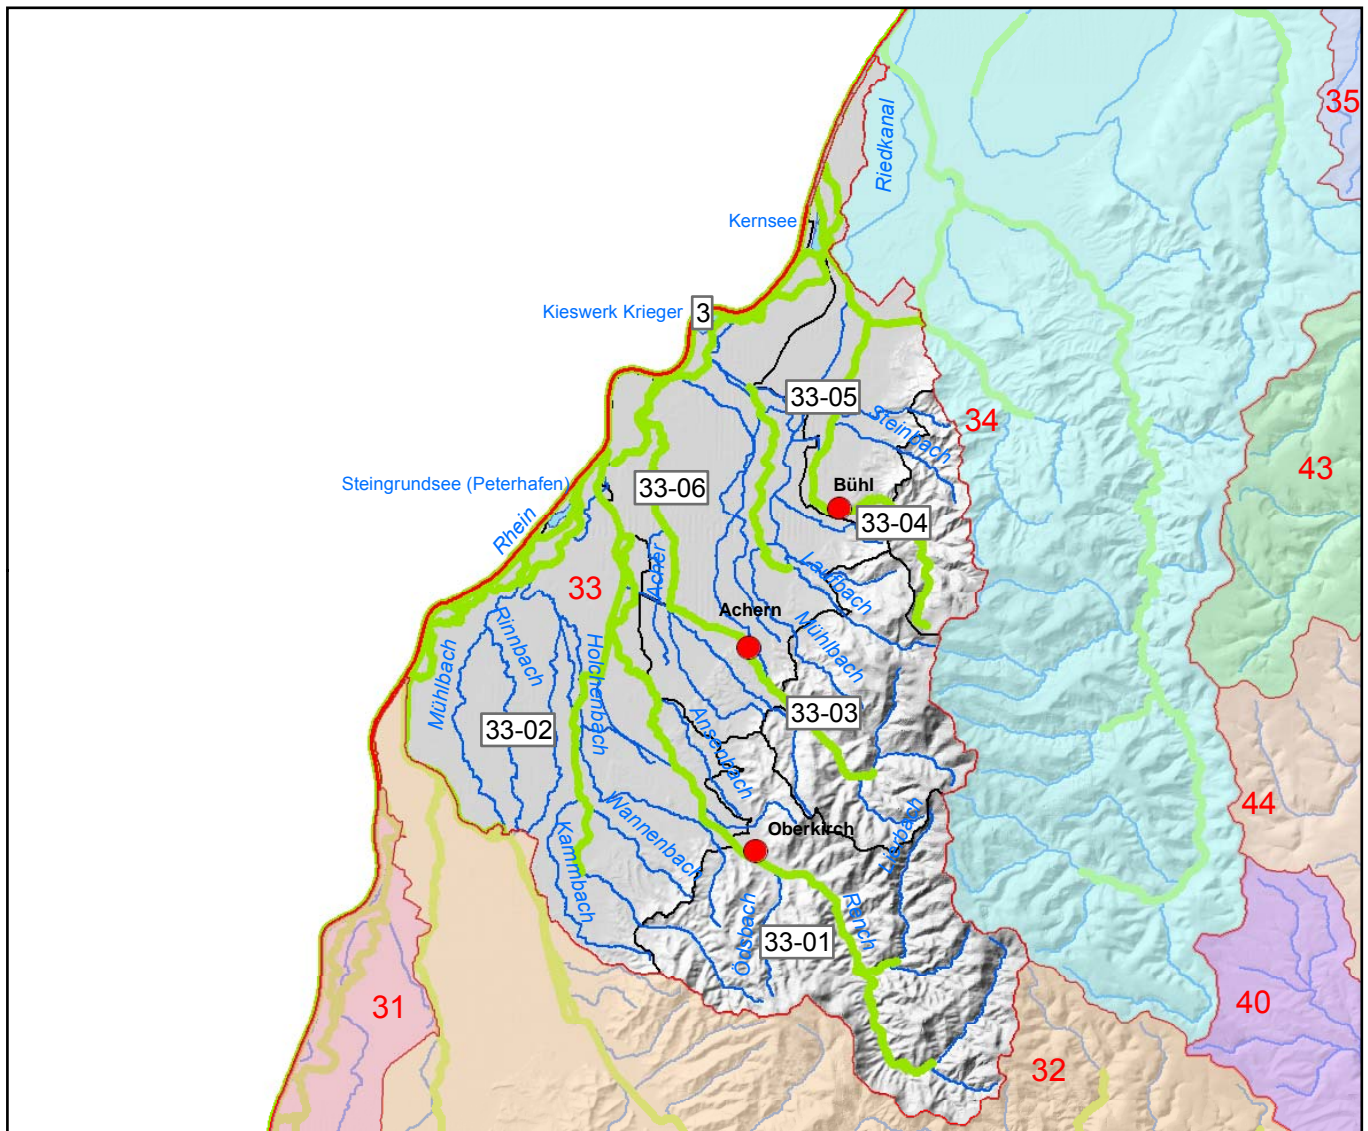 35
Riedkanal
Kernsee
Kieswerk Krieger
3
33-05
Steinbach
34
43
Steingrundsee (Peterhafen)
33-06
Bühl
33-04
Rhein
33
Acher
Laufbach
Achern
Mühlbach
Rinnbach
Mühlbach
Holchenbach
33-02
Ansenbach
33-03
44
Wannenbach
Oberkirch
Lierbach
Kammbach
Ödsbach
33-01
Rench
31
40
32